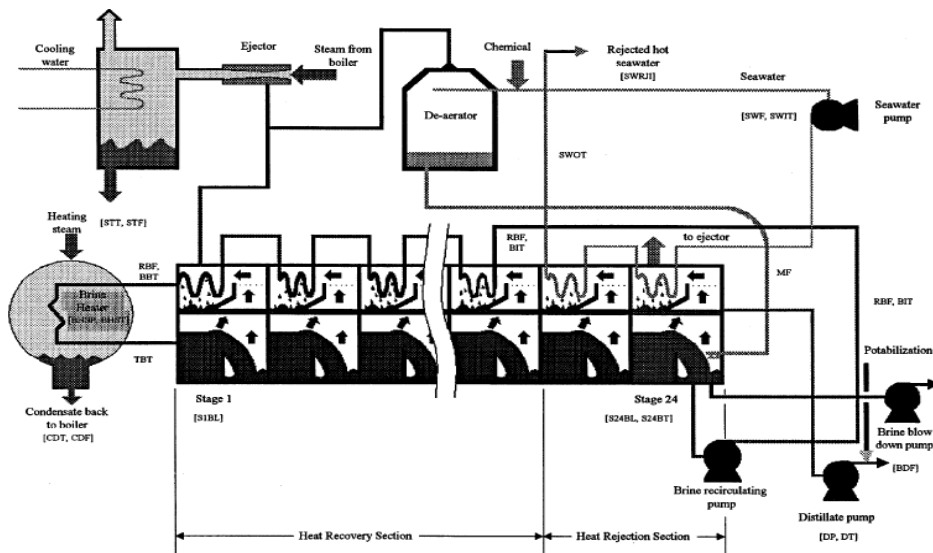 Cooling
water
Ejector
Steam from
boiler
De-aerator
Chemical
Rejected hot
seawater
[SWRJI]
Seawater
[SWF, SWIT]
Seawater
pump
SWOT
[STT, STF]
Heating
steam
RBF,
BBT
RBF,
BIT
to ejector
MF
RBF, BIT
Brine
Heater
TBT
Potabilization
Condensate back
to boiler
[CDT, CDF]
Stage 1
[S1BL]
Stage 24
[S24BL, S24BT]
Brine blow
down pump
[BDF]
Brine recirculating
pump
Distillate pump
[DP, DT]
Heat Recovery Section
Heat Rejection Section